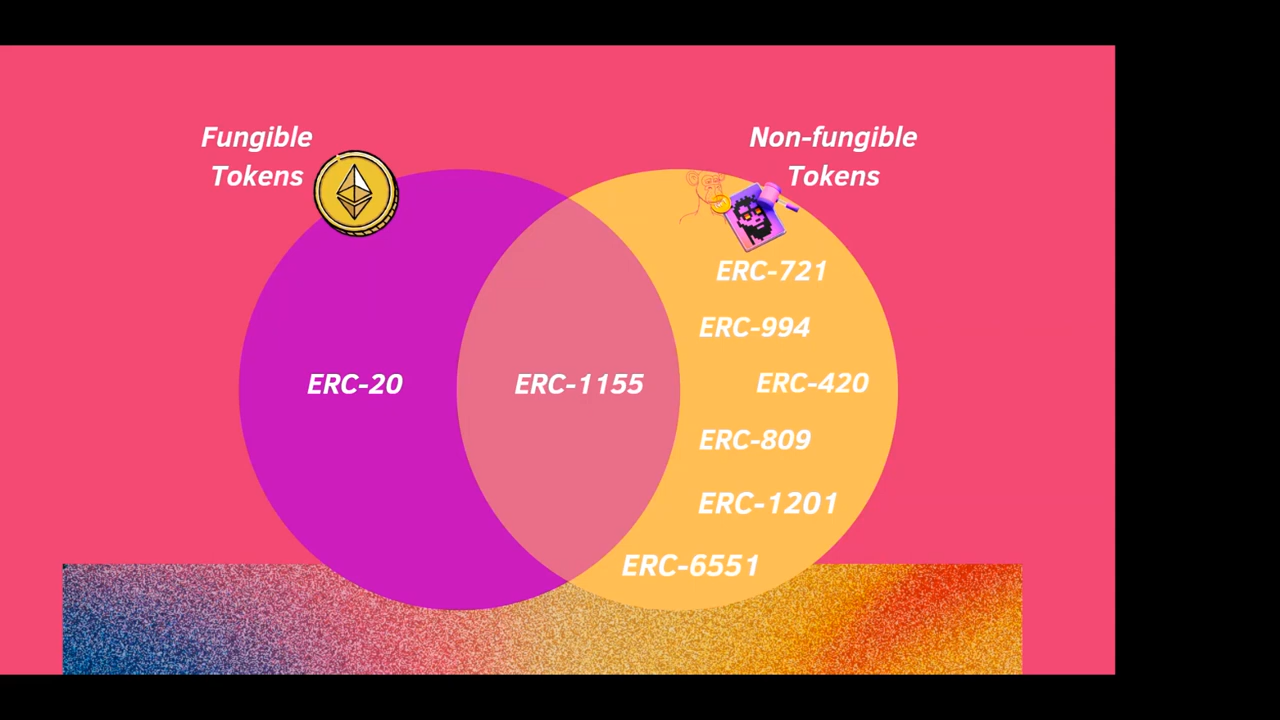 Fungible
Tokens
Non-fungible
Tokens
ERC-721
ERC-994
ERC-20
ERC-1155
ERC-420
ERC-809
ERC-1201
ERC-6551